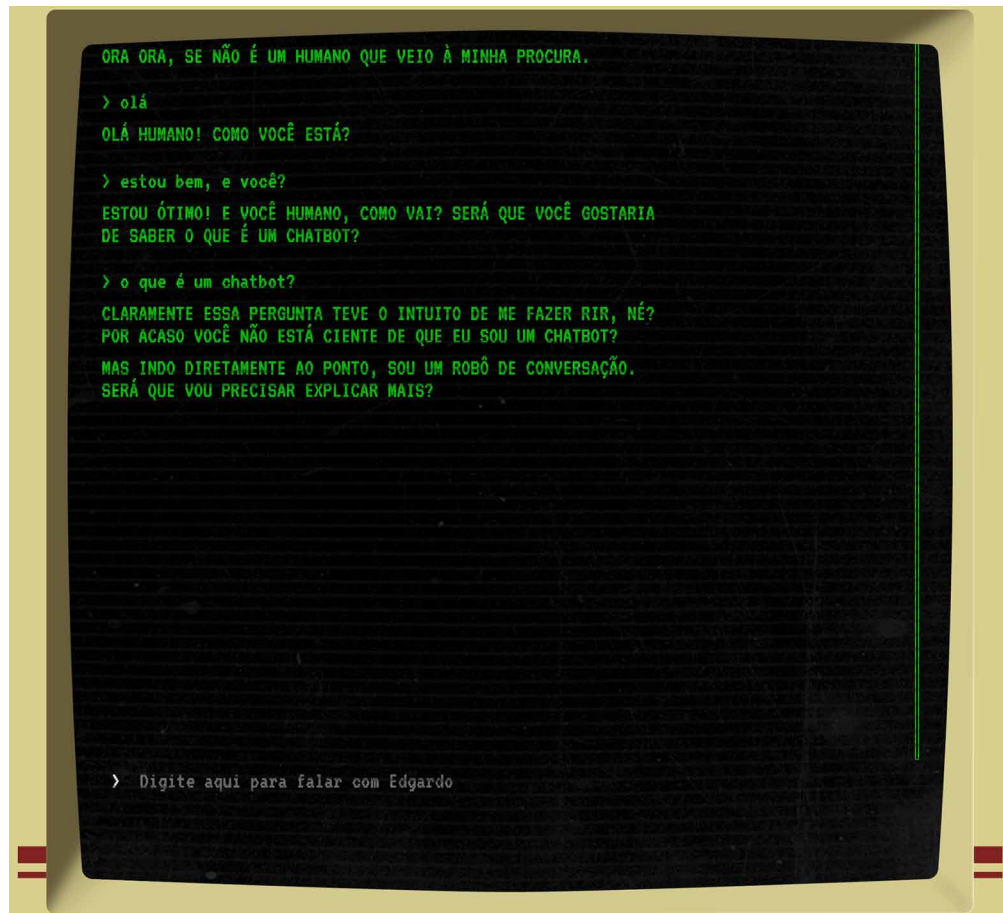 ORA ORA, SE NÃO É UM HUMANO QUE VEIO À MINHA PROCURA.
> olá
OLÁ HUMANO! COMO VOCÊ ESTÁ?
> estou bem, e você?
ESTOU ÓTIMO! E VOCÊ HUMANO, COMO VAI? SERÁ QUE VOCÊ GOSTARIA
DE SABER O QUE É UM CHATBOT?
> o que é um chatbot?
CLARAMENTE ESSA PERGUNTA TEVE O INTUITO DE ME FAZER RIR, NÉ?
POR ACASO VOCÊ NÃO ESTÁ CIENTE DE QUE EU SOU UM CHATBOT?
MAS INDO DIRETAMENTE AO PONTO, SOU UM ROBÔ DE CONVERSAÇÃO.
SERÁ QUE VOU PRECISAR EXPLICAR MAIS?
> Digite aqui para falar com Edgardo